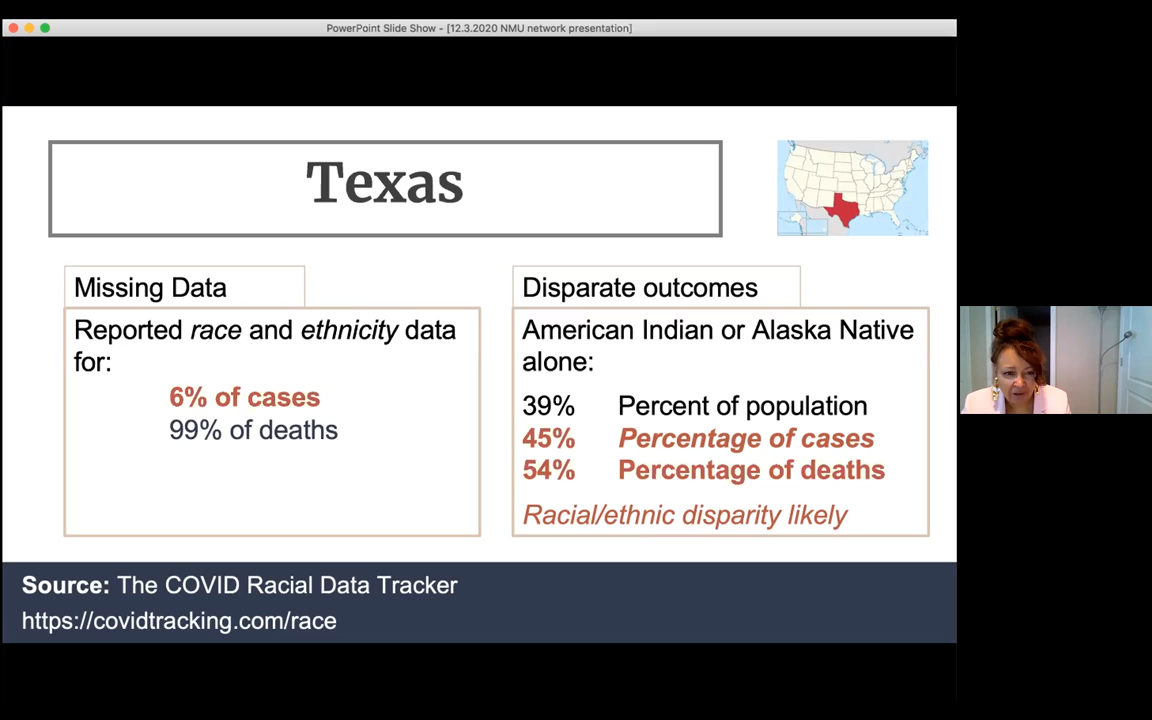 PowerPoint Slide Show - [12.3.2020 NMU network presentation]
Texas
Missing Data
Reported race and ethnicity data
for:
6% of cases
99% of deaths
Disparate outcomes
American Indian or Alaska Native
alone:
39% Percent of population
45% Percentage of cases
54% Percentage of deaths
Racial/ethnic disparity likely
Source: The COVID Racial Data Tracker
https://covidtracking.com/race